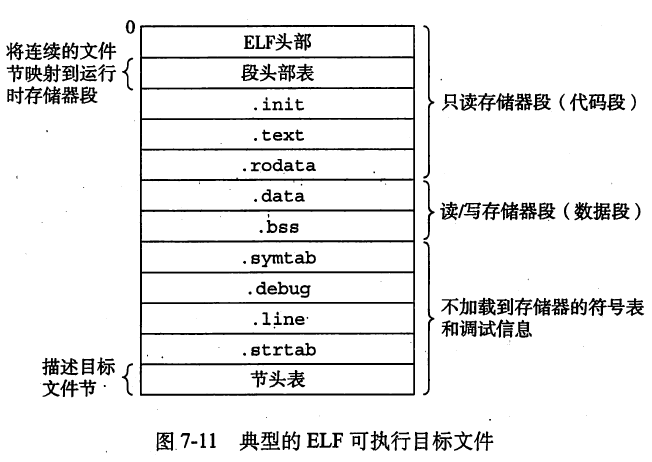 0
将连续的文件
节映射到运行
时存储器段
ELF头部
段头部表
.init
.text
.rodata
.data
.bss
.symtab
.debug
.line
.strtab
节头表
只读存储器段（代码段）
读/写存储器段（数据段）
不加载到存储器的符号表
和调试信息
描述目标
文件节
图 7-11 典型的 ELF 可执行目标文件